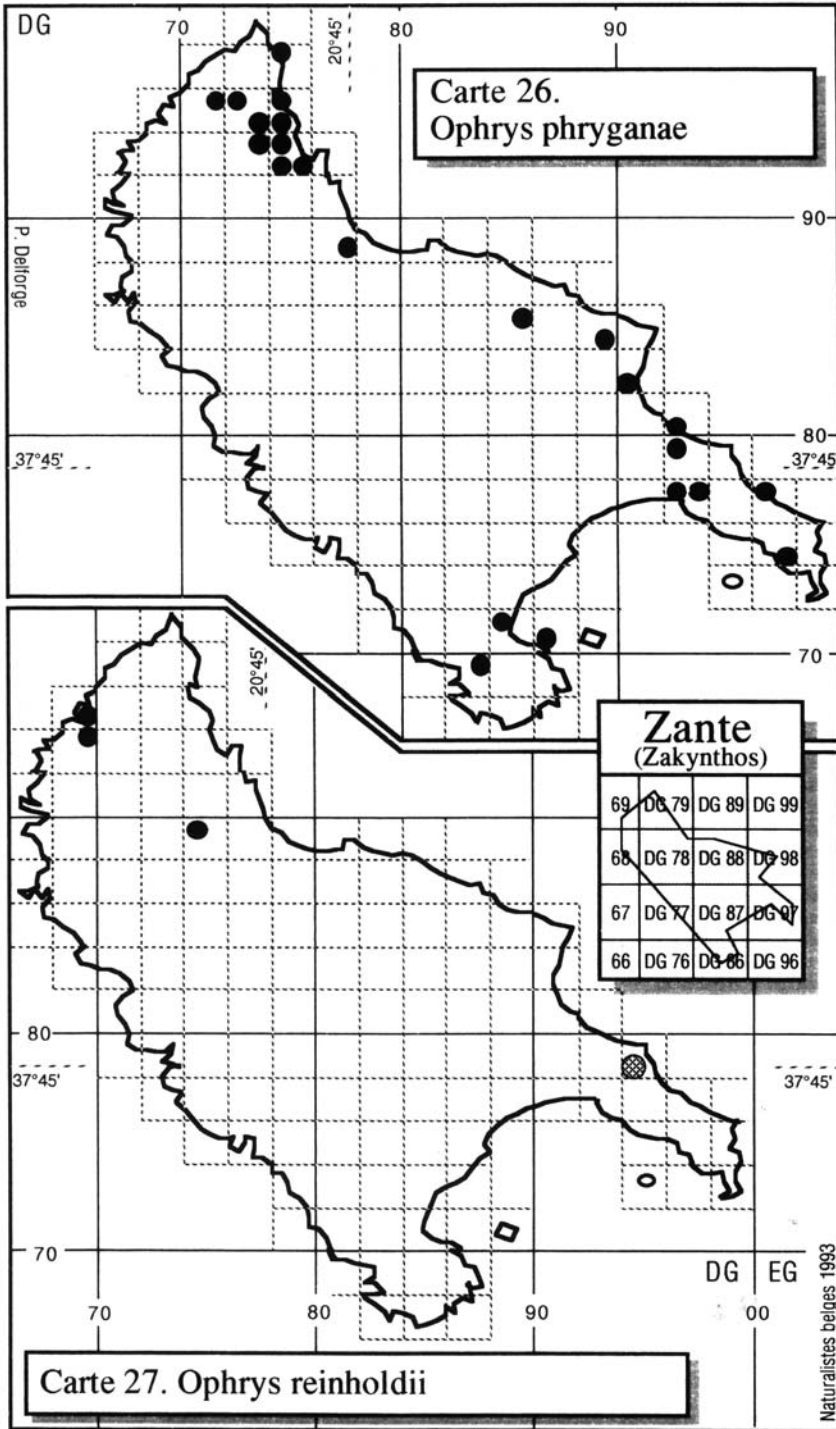 DG
70
20°45'
80
90
Carte 26.
Ophrys phryganae
90
P. Delforge
80
37°45'
37°45'
70
20°45'
Zante
(Zakynthos)
69 DG 79 DG 89 DG 99
68 DG 78 DG 88 DG 98
67 DG 77 DG 87 DG 97
66 DG 76 DG 86 DG 96
80
37°45'
37°45'
70
DG EG
70
80
90
00
Carte 27. Ophrys reinholdii
Naturalistes belges 1993